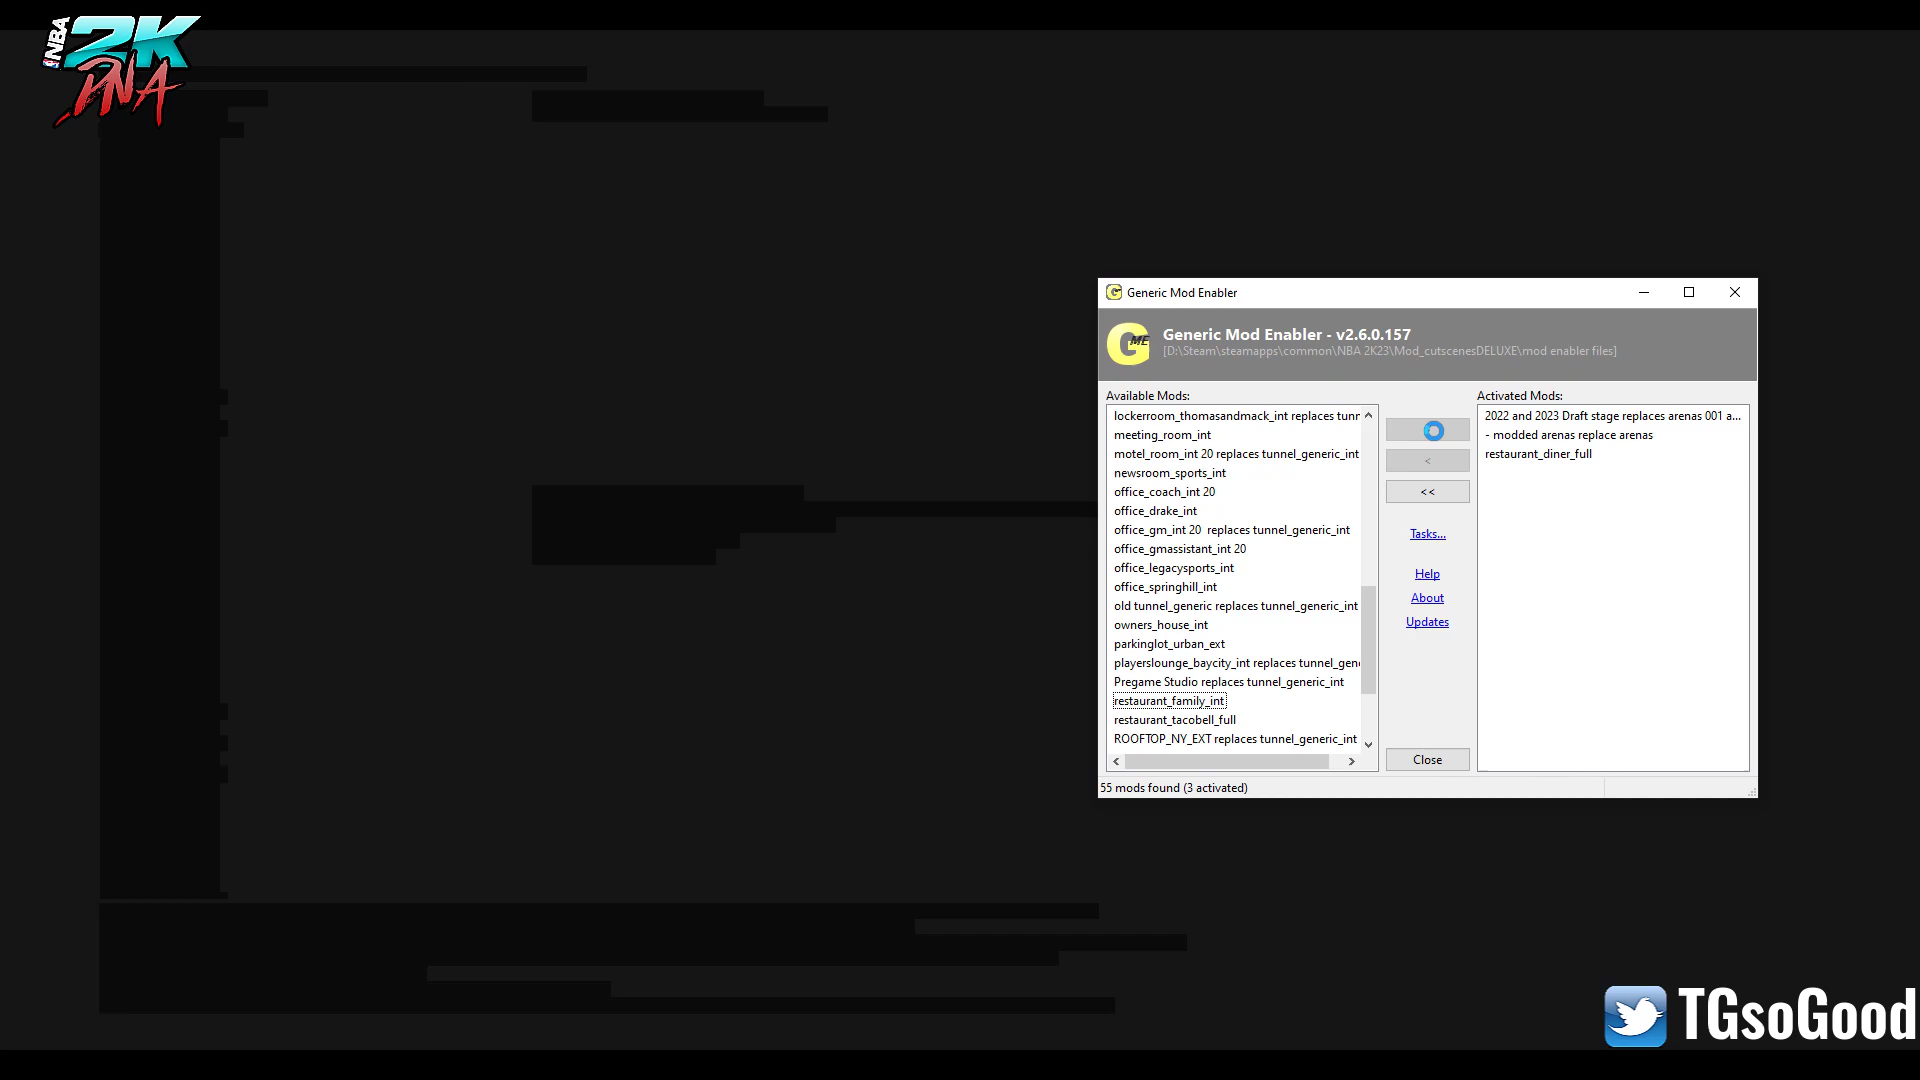 NBA
2K
DNA
Generic Mod Enabler
Generic Mod Enabler - v2.6.0.157
[D:\Steam\steamapps\common\NBA 2K23\Mod_cutscenesDELUXE\mod enabler files]
Available Mods:
lockerroom_thomasandmack_int replaces tunn
meeting_room_int
motel_room_int 20 replaces tunnel_generic_int
newsroom_sports_int
office_coach_int 20
office_drake_int
office_gm_int 20  replaces tunnel_generic_int
office_gmassistant_int 20
office_legacysports_int
office_springhill_int
old tunnel_generic replaces tunnel_generic_int
owners_house_int
parkinglot_urban_ext
playerslounge_baycity_int replaces tunnel_gen
Pregame Studio replaces tunnel_generic_int
restaurant_family_int
restaurant_tacobell_full
ROOFTOP_NY_EXT replaces tunnel_generic_int
<
<<
Tasks...
Help
About
Updates
Close
Activated Mods:
2022 and 2023 Draft stage replaces arenas 001 a...
- modded arenas replace arenas
restaurant_diner_full
55 mods found (3 activated)
TGsoGood